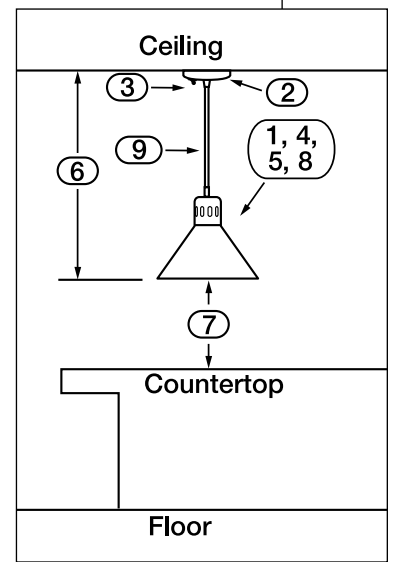 Ceiling
3
2
9
1, 4,
5, 8
6
7
Countertop
Floor